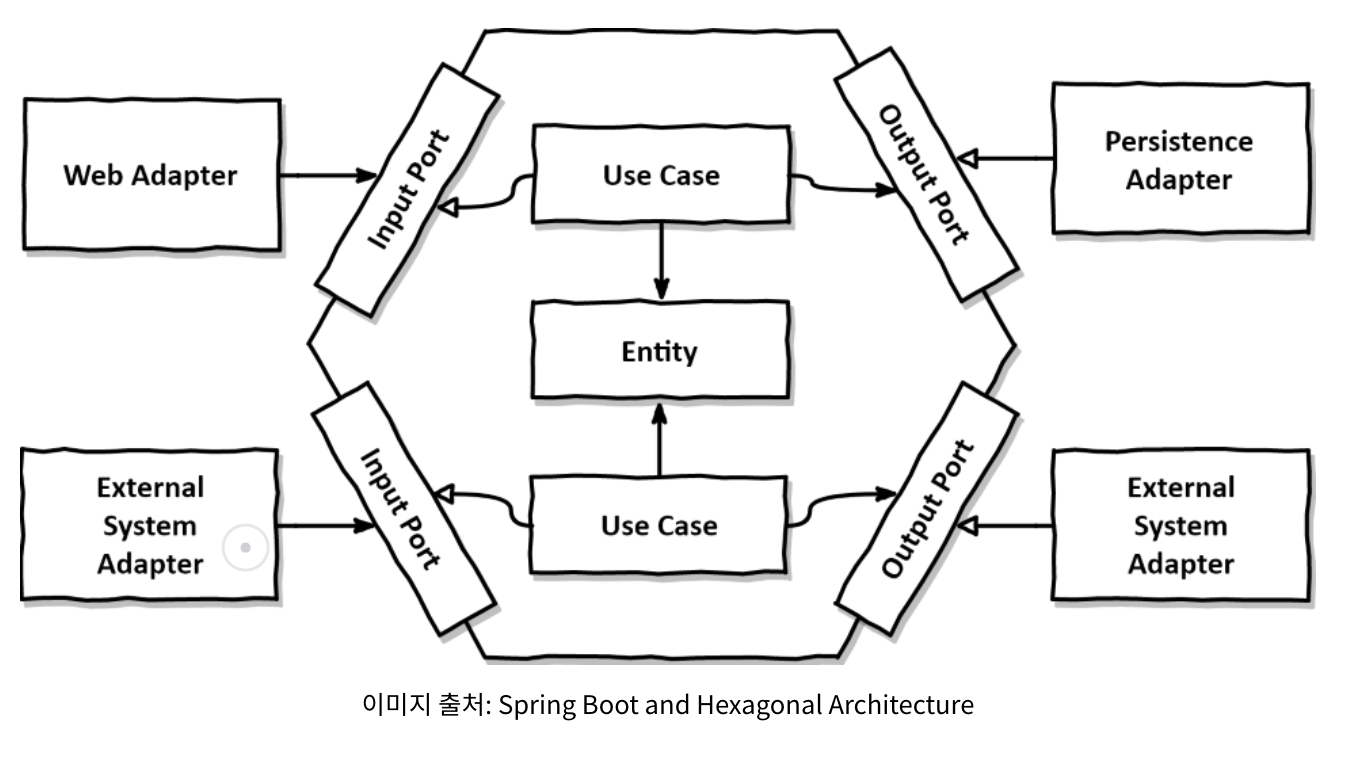 Web Adapter
Input Port
Use Case
Output Port
Persistence
Adapter
Entity
External
System
Adapter
Input Port
Use Case
Output Port
External
System
Adapter
이미지 출처: Spring Boot and Hexagonal Architecture